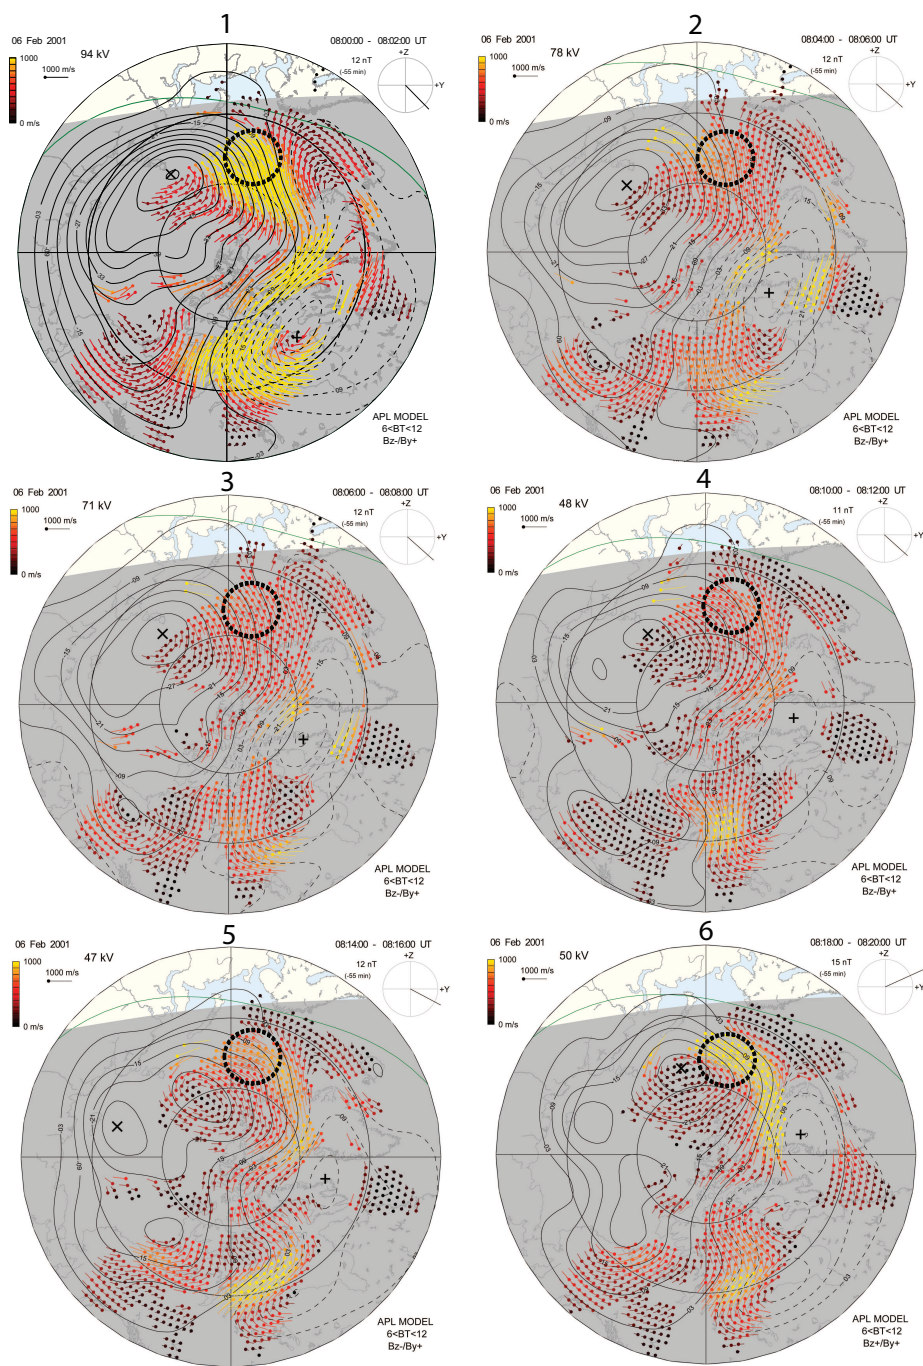 1
06 Feb 2001
94 kV
08:00:00 - 08:02:00 UT
1000
1000 m/s
0 m/s
12 nT
(-55 min)
+Z
+Y
APL MODEL
6<BT<12
Bz-/By+
2
06 Feb 2001
78 kV
08:04:00 - 08:06:00 UT
1000
1000 m/s
0 m/s
12 nT
(-55 min)
+Z
+Y
APL MODEL
6<BT<12
Bz-/By+
3
06 Feb 2001
71 kV
08:06:00 - 08:08:00 UT
1000
1000 m/s
0 m/s
12 nT
(-55 min)
+Z
+Y
APL MODEL
6<BT<12
Bz-/By+
4
06 Feb 2001
48 kV
08:10:00 - 08:12:00 UT
1000
1000 m/s
0 m/s
11 nT
(-55 min)
+Z
+Y
APL MODEL
6<BT<12
Bz-/By+
5
06 Feb 2001
47 kV
08:14:00 - 08:16:00 UT
1000
1000 m/s
0 m/s
12 nT
(-55 min)
+Z
+Y
APL MODEL
6<BT<12
Bz-/By+
6
06 Feb 2001
50 kV
08:18:00 - 08:20:00 UT
1000
1000 m/s
0 m/s
15 nT
(-55 min)
+Z
+Y
APL MODEL
6<BT<12
Bz+/By+